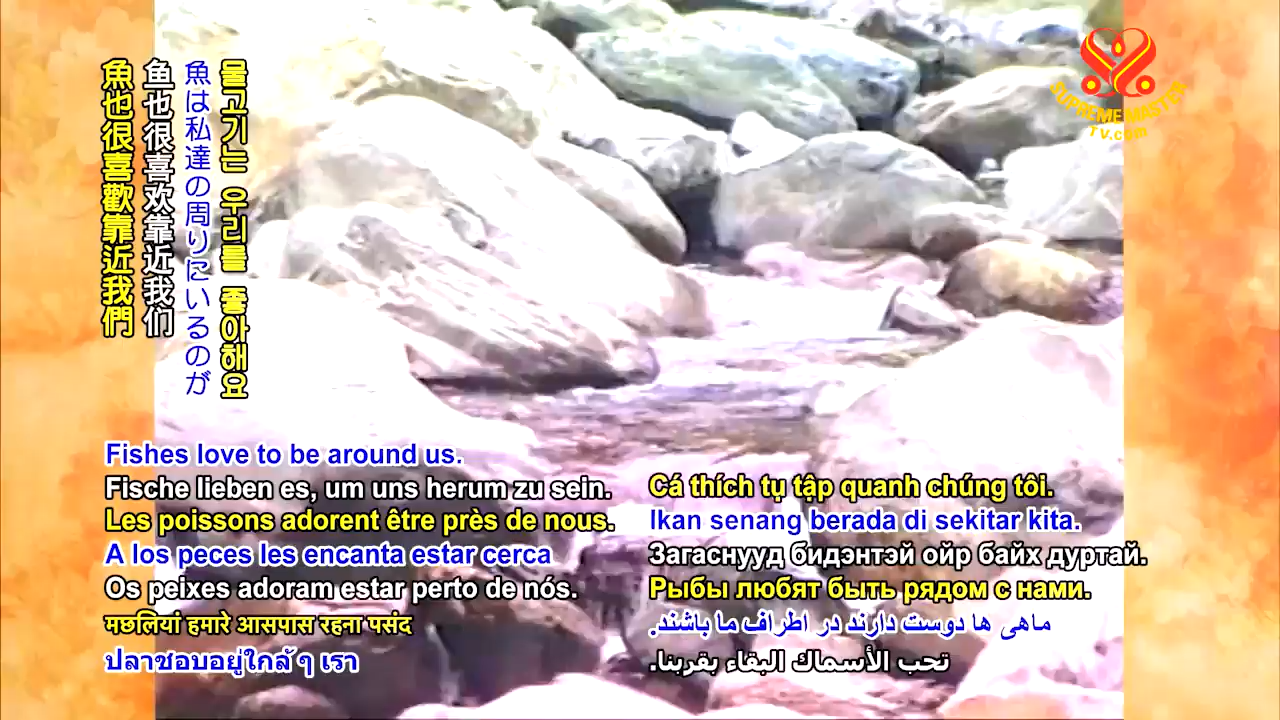 魚也很喜歡靠近我們
鱼也很喜欢靠近我们
魚は私達の周りにいるのが
물고기는 우리를 좋아해요
SUPREME MASTER
TV.com
Fishes love to be around us.
Fische lieben es, um uns herum zu sein.
Les poissons adorent être près de nous.
A los peces les encanta estar cerca
Os peixes adoram estar perto de nós.
मछलियां हमारे आसपास रहना पसंद
ปลาชอบอยู่ใกล้ ๆ เรา
Cá thích tụ tập quanh chúng tôi.
Ikan senang berada di sekitar kita.
Загаснууд бидэнтэй ойр байх дуртай.
Рыбы любят быть рядом с нами.
ماهی ها دوست دارند در اطراف ما باشند.
تحب الأسماك البقاء بقربنا.